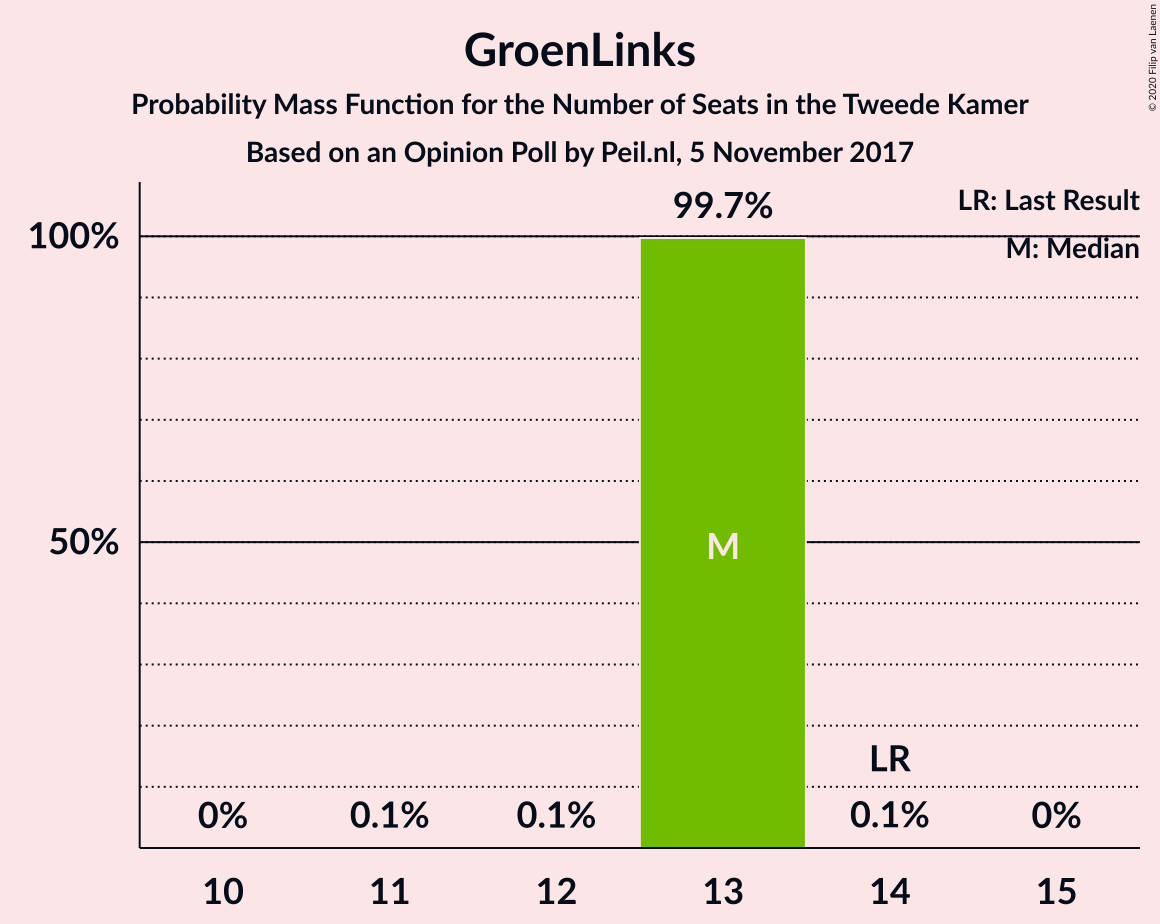 GroenLinks
Probability Mass Function for the Number of Seats in the Tweede Kamer
Based on an Opinion Poll by Peil.nl, 5 November 2017
© 2020 Filip van Laenen
LR: Last Result
M: Median
100%
50%
99.7%
M
LR
0%
0.1%
0.1%
0.1%
0%
10
11
12
13
14
15